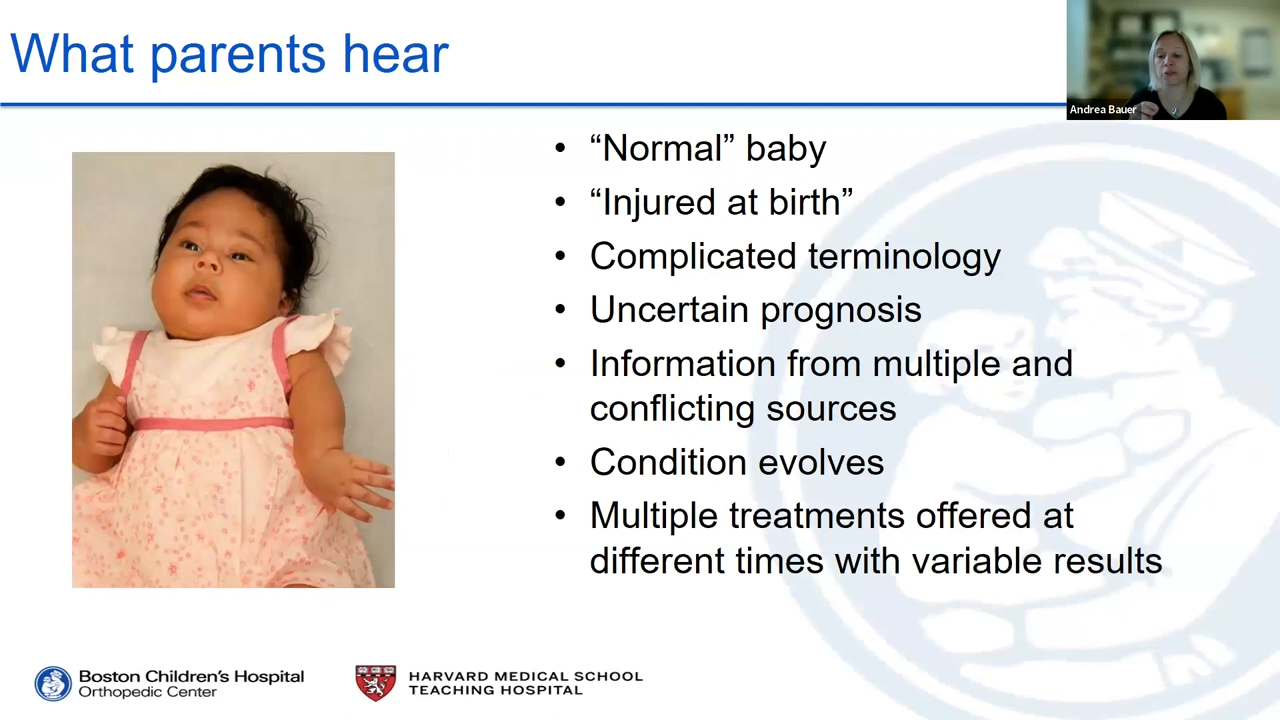 What parents hear
Andrea Bauer
• “Normal” baby
• “Injured at birth”
• Complicated terminology
• Uncertain prognosis
• Information from multiple and
conflicting sources
• Condition evolves
• Multiple treatments offered at
different times with variable results
Boston Children's Hospital
Orthopedic Center
HARVARD MEDICAL SCHOOL
TEACHING HOSPITAL